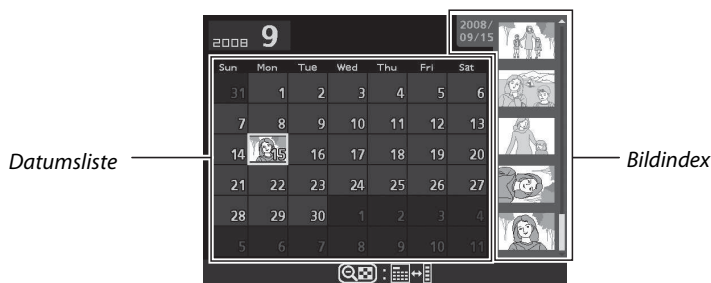 2008 9
2008/
09/15
Sun Mon Tue Wed Thu Fri Sat
31 1 2 3 4 5 6
7 8 9 10 11 12 13
14 15 16 17 18 19 20
21 22 23 24 25 26 27
28 29 30 1 2 3 4
5 6 7 8 9 10 11
Datumsliste
Bildindex